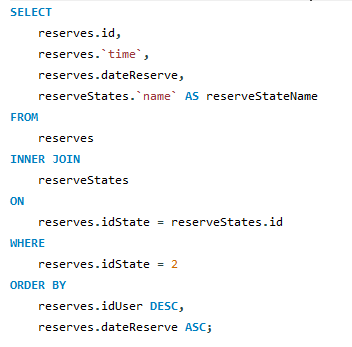 SELECT
reserves.id,
reserves.`time`,
reserves.dateReserve,
reserveStates.`name` AS reserveStateName
FROM
reserves
INNER JOIN
reserveStates
ON
reserves.idState = reserveStates.id
WHERE
reserves.idState = 2
ORDER BY
reserves.idUser DESC,
reserves.dateReserve ASC;